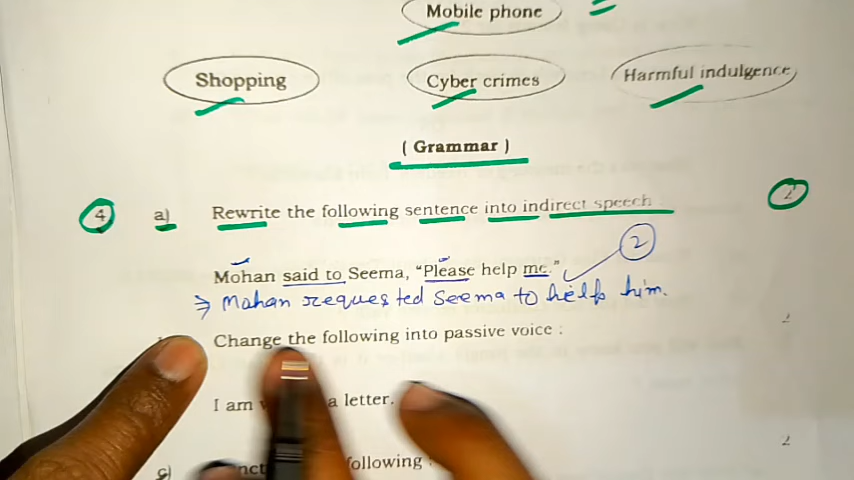 Mobile phone
Shopping
Cyber crimes
Harmful indulgence
( Grammar )
4 a) Rewrite the following sentence into indirect speech : 2
Mohan said to Seema, "Please help me." 2
⇒ Mohan requested Seema to help him.
Change the following into passive voice : 2
I am a letter.
c) following : 2